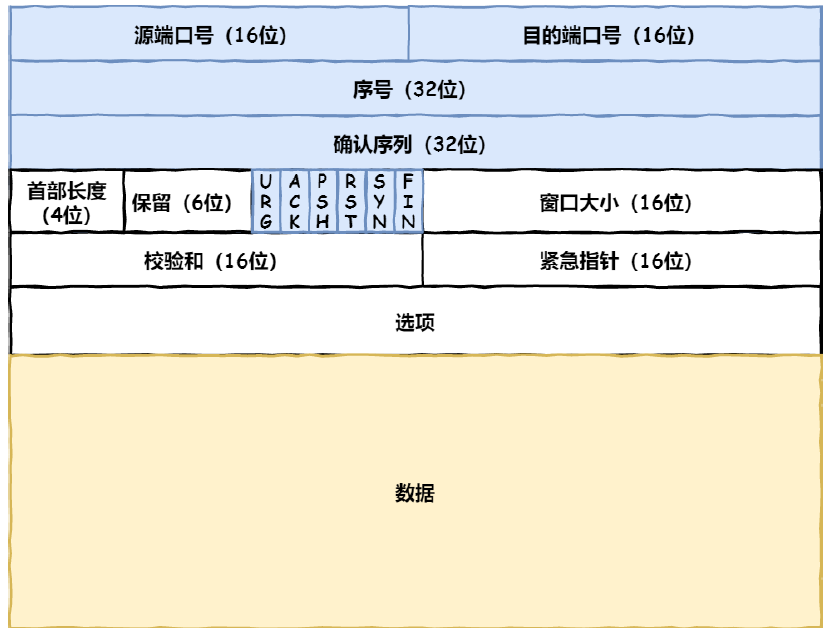 源端口号（16位）
目的端口号（16位）
序号（32位）
确认序列（32位）
首部长度
（4位）
保留（6位）
URG
ACK
PSH
RST
SYN
FIN
窗口大小（16位）
校验和（16位）
紧急指针（16位）
选项
数据